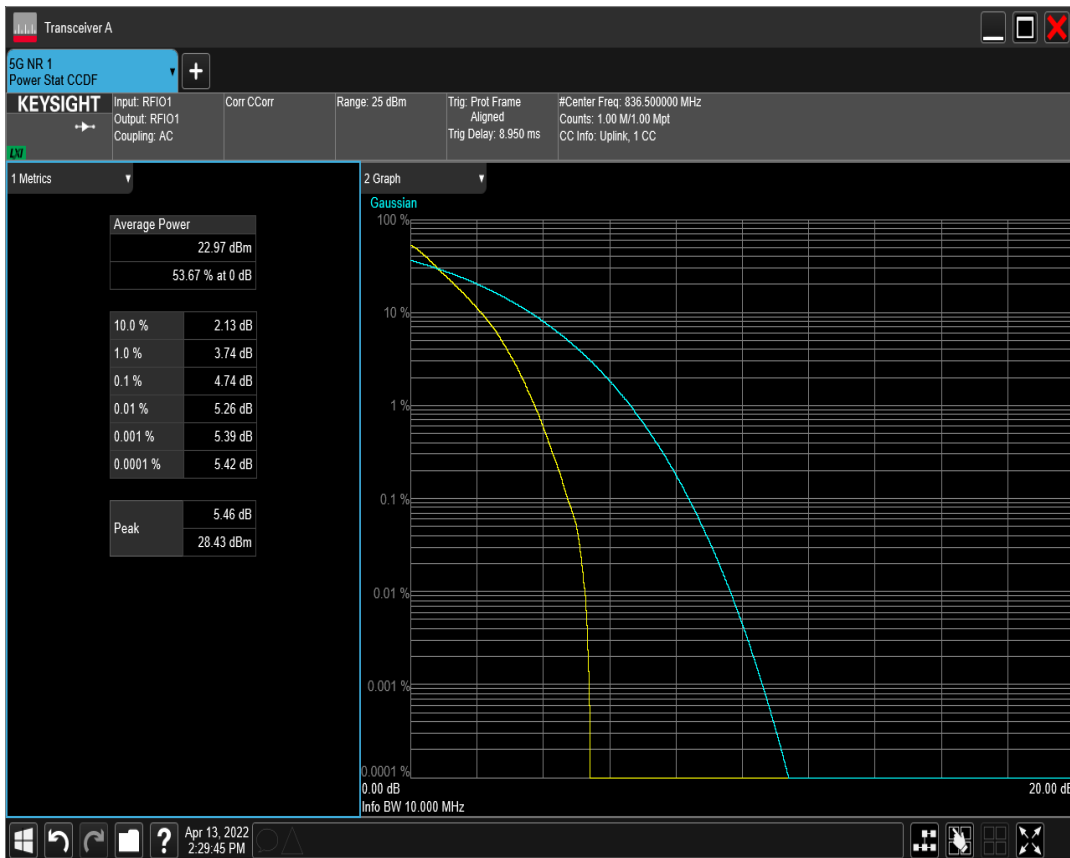 Transceiver A
5G NR 1
Power Stat CCDF
+
KEYSIGHT
LXI
Input: RFIO1
Output: RFIO1
Coupling: AC
Corr CCorr
Range: 25 dBm
Trig: Prot Frame
Aligned
Trig Delay: 8.950 ms
#Center Freq: 836.500000 MHz
Counts: 1.00 M/1.00 Mpt
CC Info: Uplink, 1 CC
1 Metrics
Average Power
22.97 dBm
53.67 % at 0 dB
10.0 % 2.13 dB
1.0 % 3.74 dB
0.1 % 4.74 dB
0.01 % 5.26 dB
0.001 % 5.39 dB
0.0001 % 5.42 dB
Peak
5.46 dB
28.43 dBm
2 Graph
Gaussian
100 %
10 %
1 %
0.1 %
0.01 %
0.001 %
0.0001 %
0.00 dB 20.00 dB
Info BW 10.000 MHz
?
Apr 13, 2022
2:29:45 PM